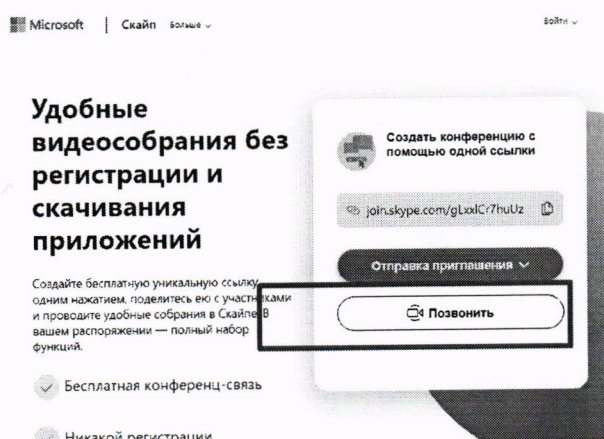 Microsoft | Скайп Больше
Войти
Удобные
видеособрания без
регистрации и
скачивания
приложений
Создайте бесплатную уникальную ссылку
одним нажатием, поделитесь ею с участниками
и проводите удобные собрания в Скайпе. В
вашем распоряжении — полный набор
функций.
Бесплатная конференц-связь
Никакой регистрации
Создать конференцию с
помощью одной ссылки
join.skype.com/gLxxlCr7huUz
Отправка приглашения
Позвонить